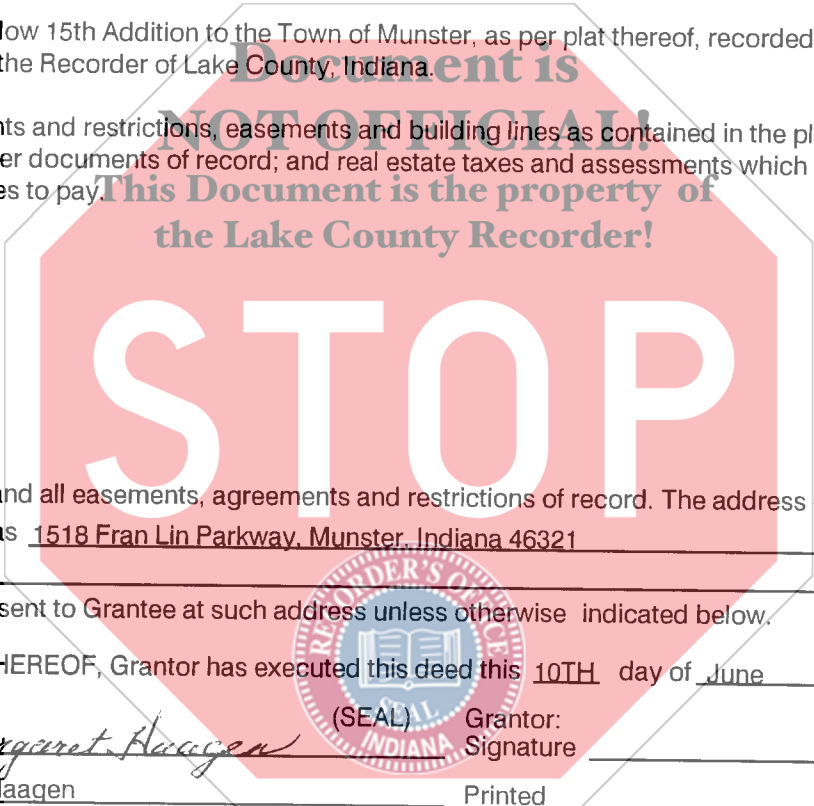 low 15th Addition to the Town of Munster, as per plat thereof, recorded
the Recorder of Lake County, Indiana.
Document is
NOT OFFICIAL!
nts and restrictions, easements and building lines as contained in the pl
er documents of record; and real estate taxes and assessments which
es to pay.
This Document is the property of
the Lake County Recorder!
STOP
and all easements, agreements and restrictions of record. The address
as 1518 Fran Lin Parkway, Munster, Indiana 46321
sent to Grantee at such address unless otherwise indicated below.
HEREOF, Grantor has executed this deed this 10TH day of June
RECORDER'S OFFICE
SEAL
INDIANA
(SEAL) Grantor:
rgaret Haagen Signature
Haagen Printed